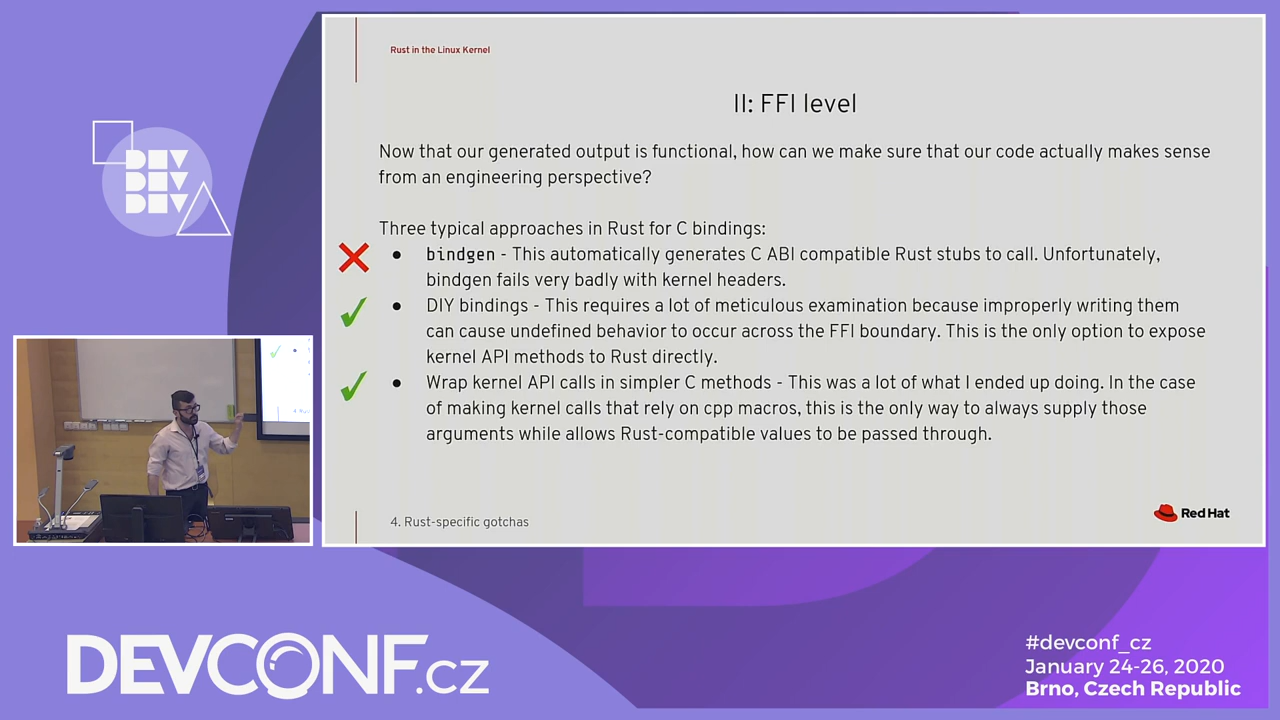 DEV
DEV
DEV
Rust in the Linux Kernel
II: FFI level
Now that our generated output is functional, how can we make sure that our code actually makes sense
from an engineering perspective?
Three typical approaches in Rust for C bindings:
● bindgen - This automatically generates C ABI compatible Rust stubs to call. Unfortunately,
bindgen fails very badly with kernel headers.
● DIY bindings - This requires a lot of meticulous examination because improperly writing them
can cause undefined behavior to occur across the FFI boundary. This is the only option to expose
kernel API methods to Rust directly.
● Wrap kernel API calls in simpler C methods - This was a lot of what I ended up doing. In the case
of making kernel calls that rely on cpp macros, this is the only way to always supply those
arguments while allows Rust-compatible values to be passed through.
4. Rust-specific gotchas
Red Hat
DEVCONF.cz
#devconf_cz
January 24-26, 2020
Brno, Czech Republic